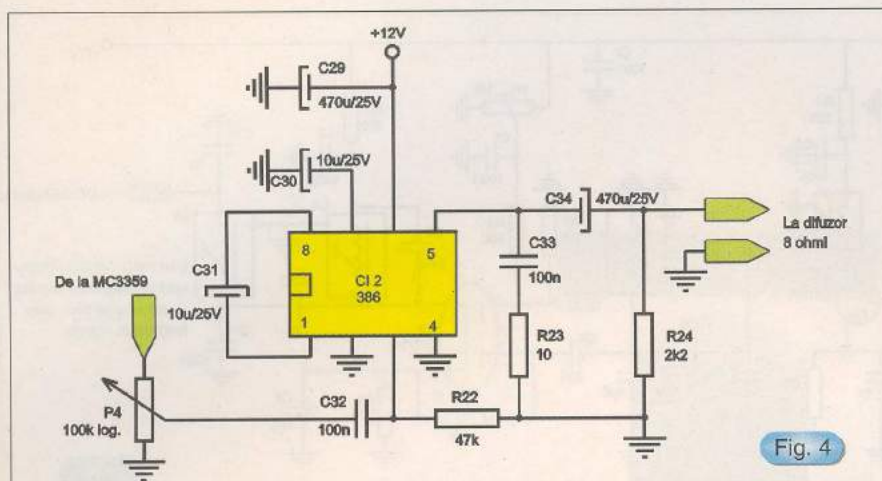 +12V
C29
470u/25V
10u/25V
C30
C34
470u/25V
La difuzor
8 ohmi
C33
100n
8
5
C31
10u/25V
CI 2
386
1
4
De la MC3359
P4
100k log.
C32
100n
R22
47k
R23
10
R24
2k2
Fig. 4